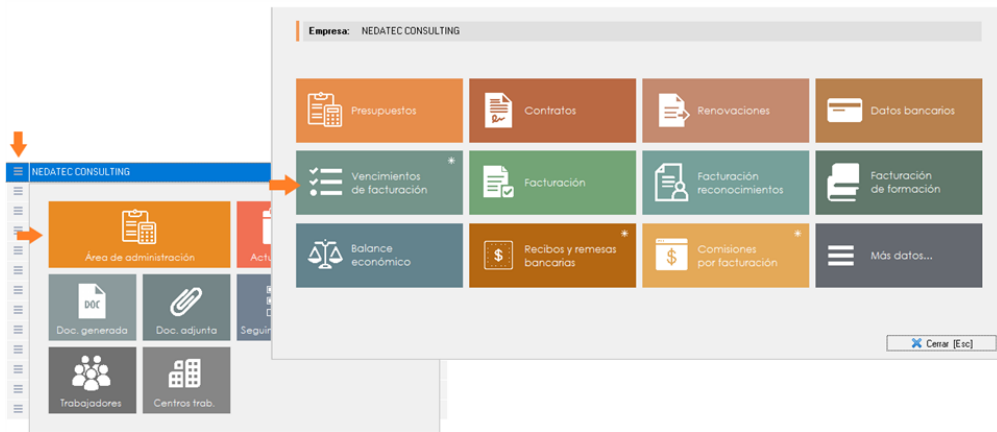 Empresa: NEDATEC CONSULTING
Presupuestos
Contratos
Renovaciones
Datos bancarios
Vencimientos
de facturación
Facturación
Facturación
reconocimientos
Facturación
de formación
Balance
económico
$
Recibos y remesas
bancarias
$
Comisiones
por facturación
Más datos...
Cerrar [Esc]
NEDATEC CONSULTING
Área de administración
DOC
Doc. generada
Doc. adjunta
Trabajadores
Centros trab.